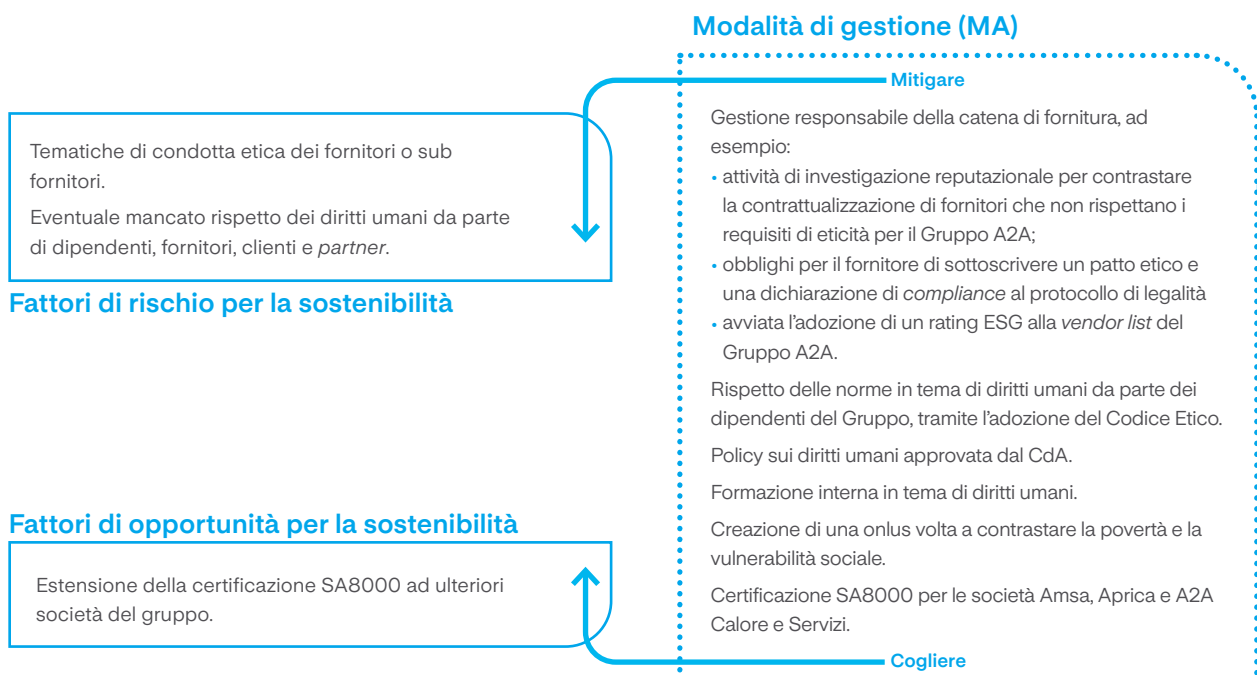 Modalità di gestione (MA)
Mitigare
Tematiche di condotta etica dei fornitori o sub
fornitori.
Eventuale mancato rispetto dei diritti umani da parte
di dipendenti, fornitori, clienti e partner.
Fattori di rischio per la sostenibilità
Gestione responsabile della catena di fornitura, ad
esempio:
• attività di investigazione reputazionale per contrastare
la contrattualizzazione di fornitori che non rispettano i
requisiti di eticità per il Gruppo A2A;
• obblighi per il fornitore di sottoscrivere un patto etico e
una dichiarazione di compliance al protocollo di legalità
• avviata l'adozione di un rating ESG alla vendor list del
Gruppo A2A.
Rispetto delle norme in tema di diritti umani da parte dei
dipendenti del Gruppo, tramite l'adozione del Codice Etico.
Policy sui diritti umani approvata dal CdA.
Formazione interna in tema di diritti umani.
Creazione di una onlus volta a contrastare la povertà e la
vulnerabilità sociale.
Certificazione SA8000 per le società Amsa, Aprica e A2A
Calore e Servizi.
Fattori di opportunità per la sostenibilità
Estensione della certificazione SA8000 ad ulteriori
società del gruppo.
Cogliere